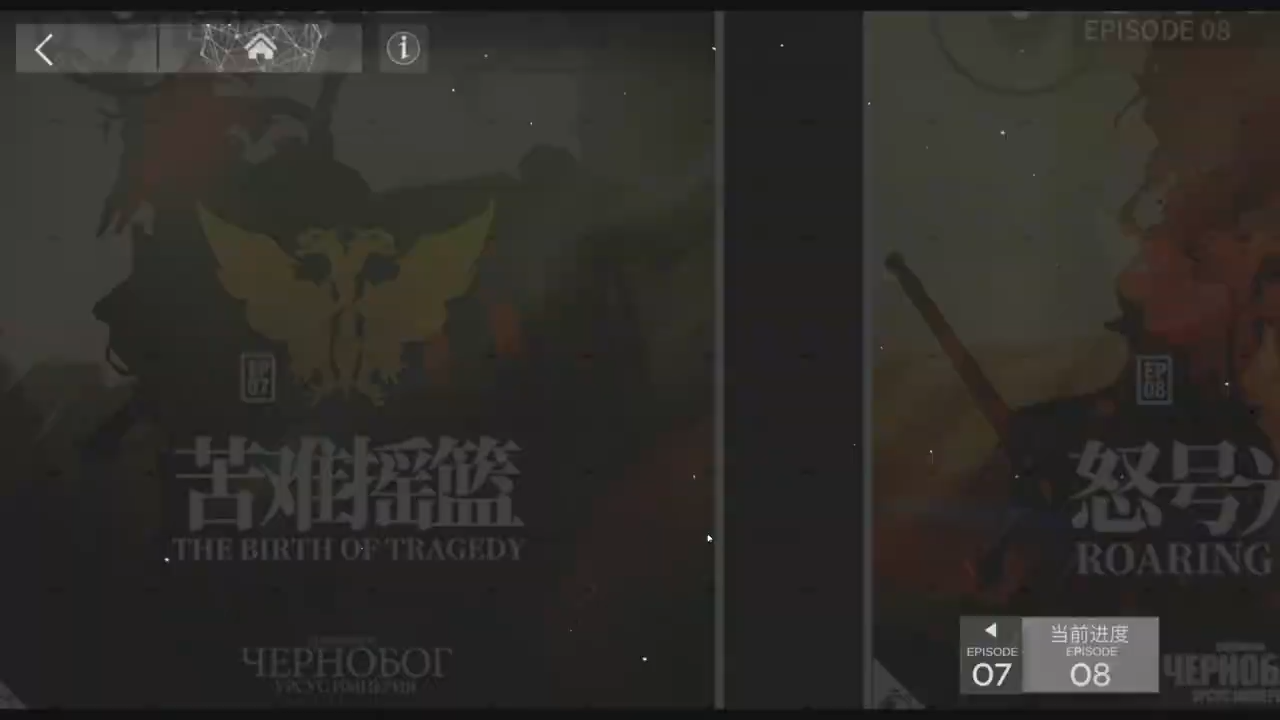 EPISODE 08
EP
07
苦难摇篮
THE BIRTH OF TRAGEDY
ЧЕРНОБОГ
EP
08
怒号
ROARING
EPISODE
07
当前进度
EPISODE
08
ЧЕРНОБ